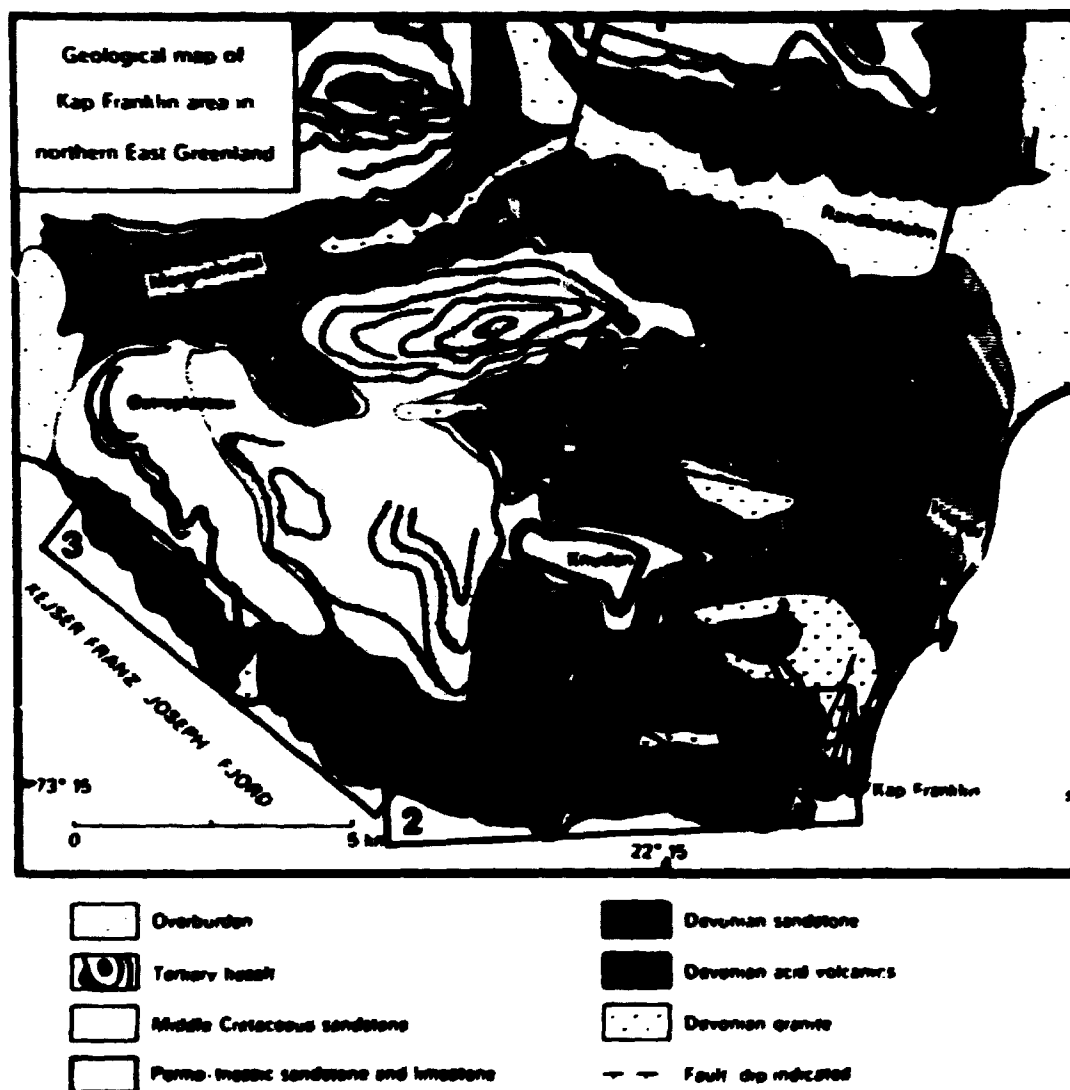 Geological map of
Kap Franklin area in
northern East Greenland
Randbøldalen
Knuden
3
KEJSER FRANZ JOSEPH FJORD
73° 15
0
5 km
2
22° 15
Kap Franklin
Overburden
Tertiary basalt
Middle Cretaceous sandstone
Permo-triassic sandstone and limestone
Devonian sandstone
Devonian acid volcanics
Devonian granite
Fault dip indicated